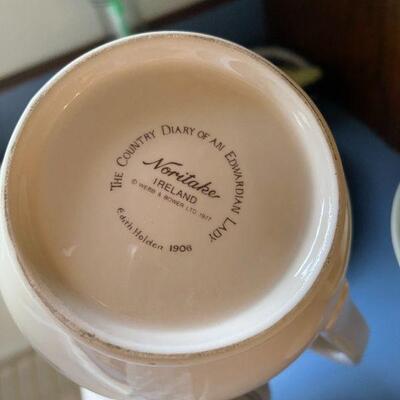 THE COUNTRY DIARY OF AN EDWARDIAN LADY
Noritake
IRELAND
© WEBB & BOWER LTD. 1977
Edith Holden 1906